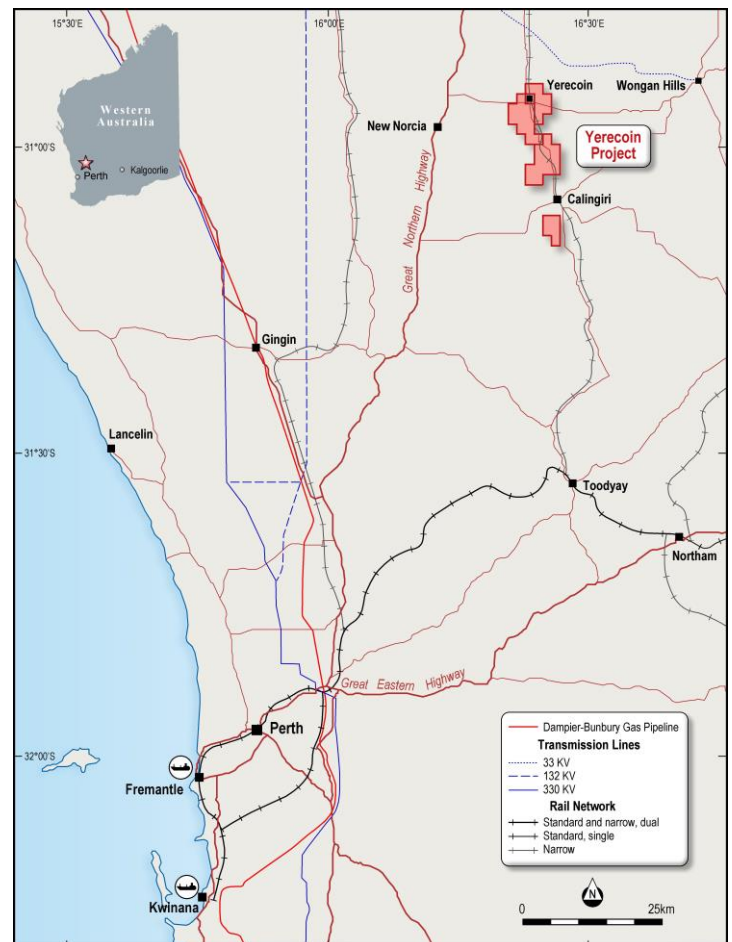 15°30'E
16°00'E
16°30'E
Western
Australia
Perth
Kalgoorlie
Yerecoin
Wongan Hills
New Norcia
Yerecoin
Project
31°00'S
Calingiri
Great Northern Highway
Gingin
Lancelin
31°30'S
Toodyay
Northam
Great Eastern Highway
Perth
32°00'S
Fremantle
Kwinana
Dampier-Bunbury Gas Pipeline
Transmission Lines
33 KV
132 KV
330 KV
Rail Network
Standard and narrow, dual
Standard, single
Narrow
N
0 25km